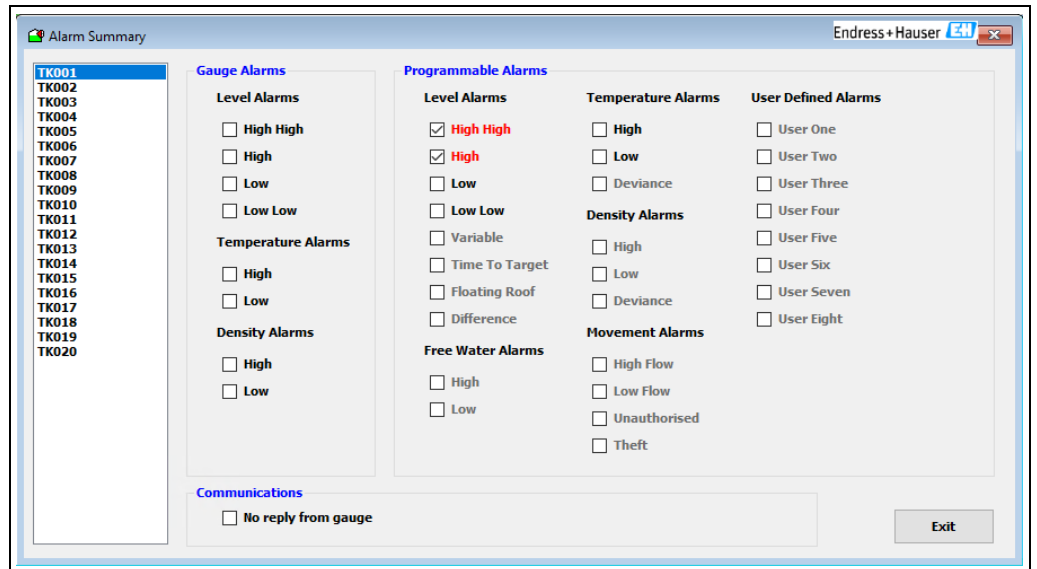 Alarm Summary
Endress+Hauser EH
TK001
TK002
TK003
TK004
TK005
TK006
TK007
TK008
TK009
TK010
TK011
TK012
TK013
TK014
TK015
TK016
TK017
TK018
TK019
TK020
Gauge Alarms
Level Alarms
High High
High
Low
Low Low
Temperature Alarms
High
Low
Density Alarms
High
Low
Programmable Alarms
Level Alarms
High High
High
Low
Low Low
Variable
Time To Target
Floating Roof
Difference
Free Water Alarms
High
Low
Temperature Alarms
High
Low
Deviance
Density Alarms
High
Low
Deviance
Movement Alarms
High Flow
Low Flow
Unauthorised
Theft
User Defined Alarms
User One
User Two
User Three
User Four
User Five
User Six
User Seven
User Eight
Communications
No reply from gauge
Exit